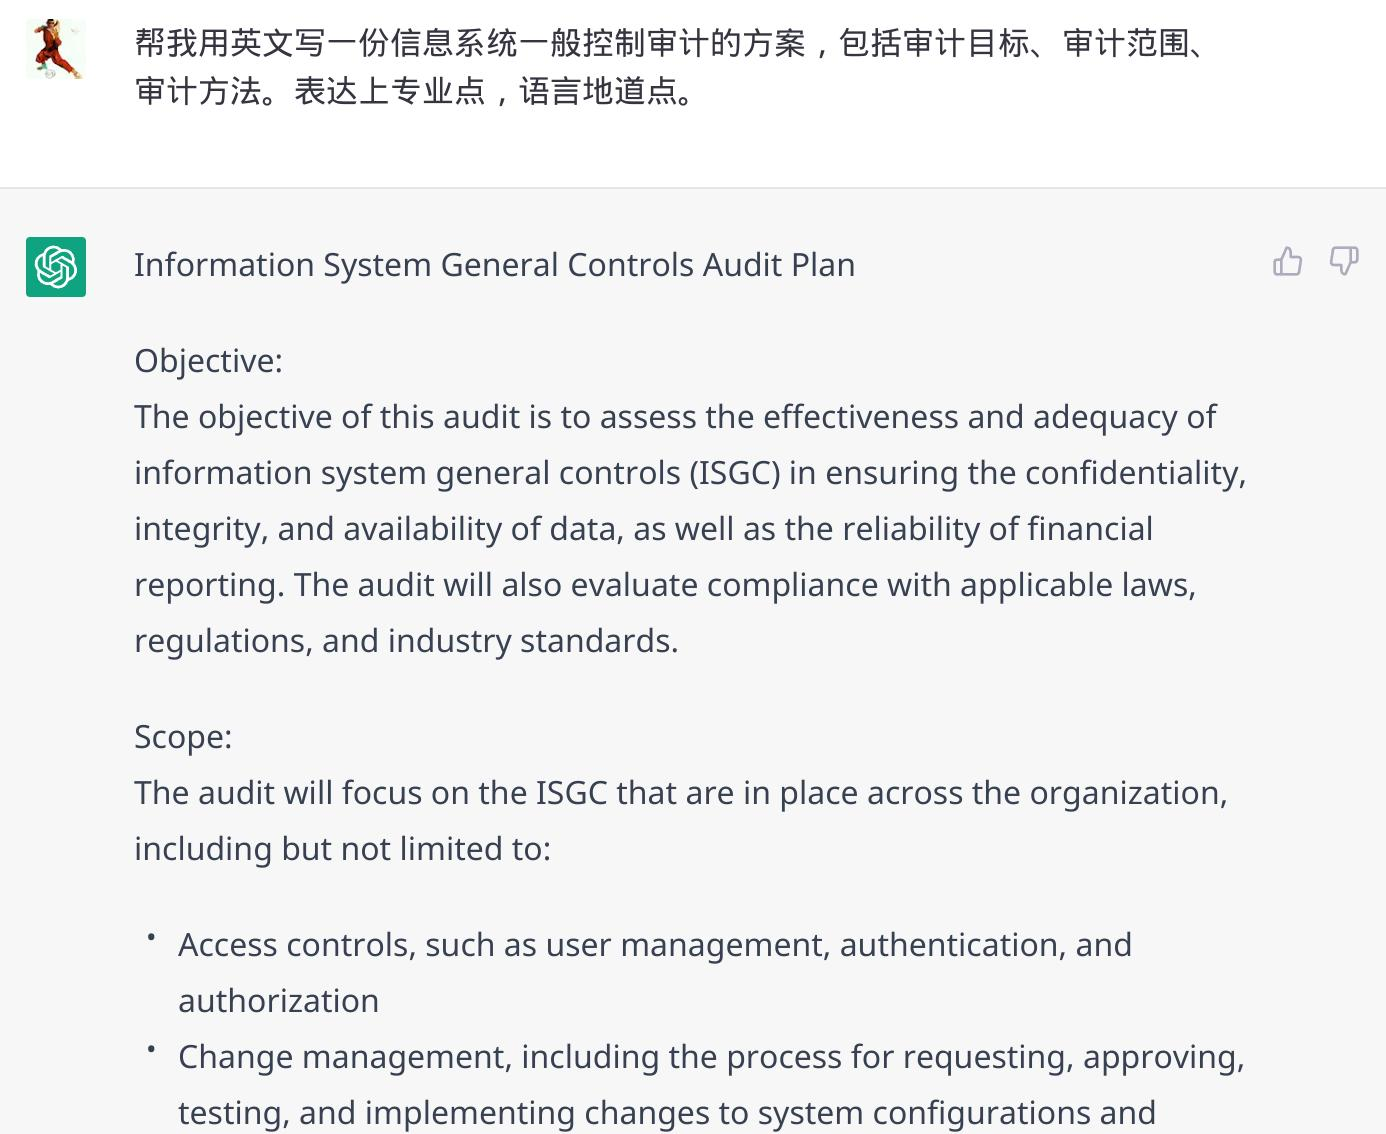 帮我用英文写一份信息系统一般控制审计的方案，包括审计目标、审计范围、
审计方法。表达上专业点，语言地道点。
Information System General Controls Audit Plan
Objective:
The objective of this audit is to assess the effectiveness and adequacy of
information system general controls (ISGC) in ensuring the confidentiality,
integrity, and availability of data, as well as the reliability of financial
reporting. The audit will also evaluate compliance with applicable laws,
regulations, and industry standards.
Scope:
The audit will focus on the ISGC that are in place across the organization,
including but not limited to:
• Access controls, such as user management, authentication, and
authorization
• Change management, including the process for requesting, approving,
testing, and implementing changes to system configurations and